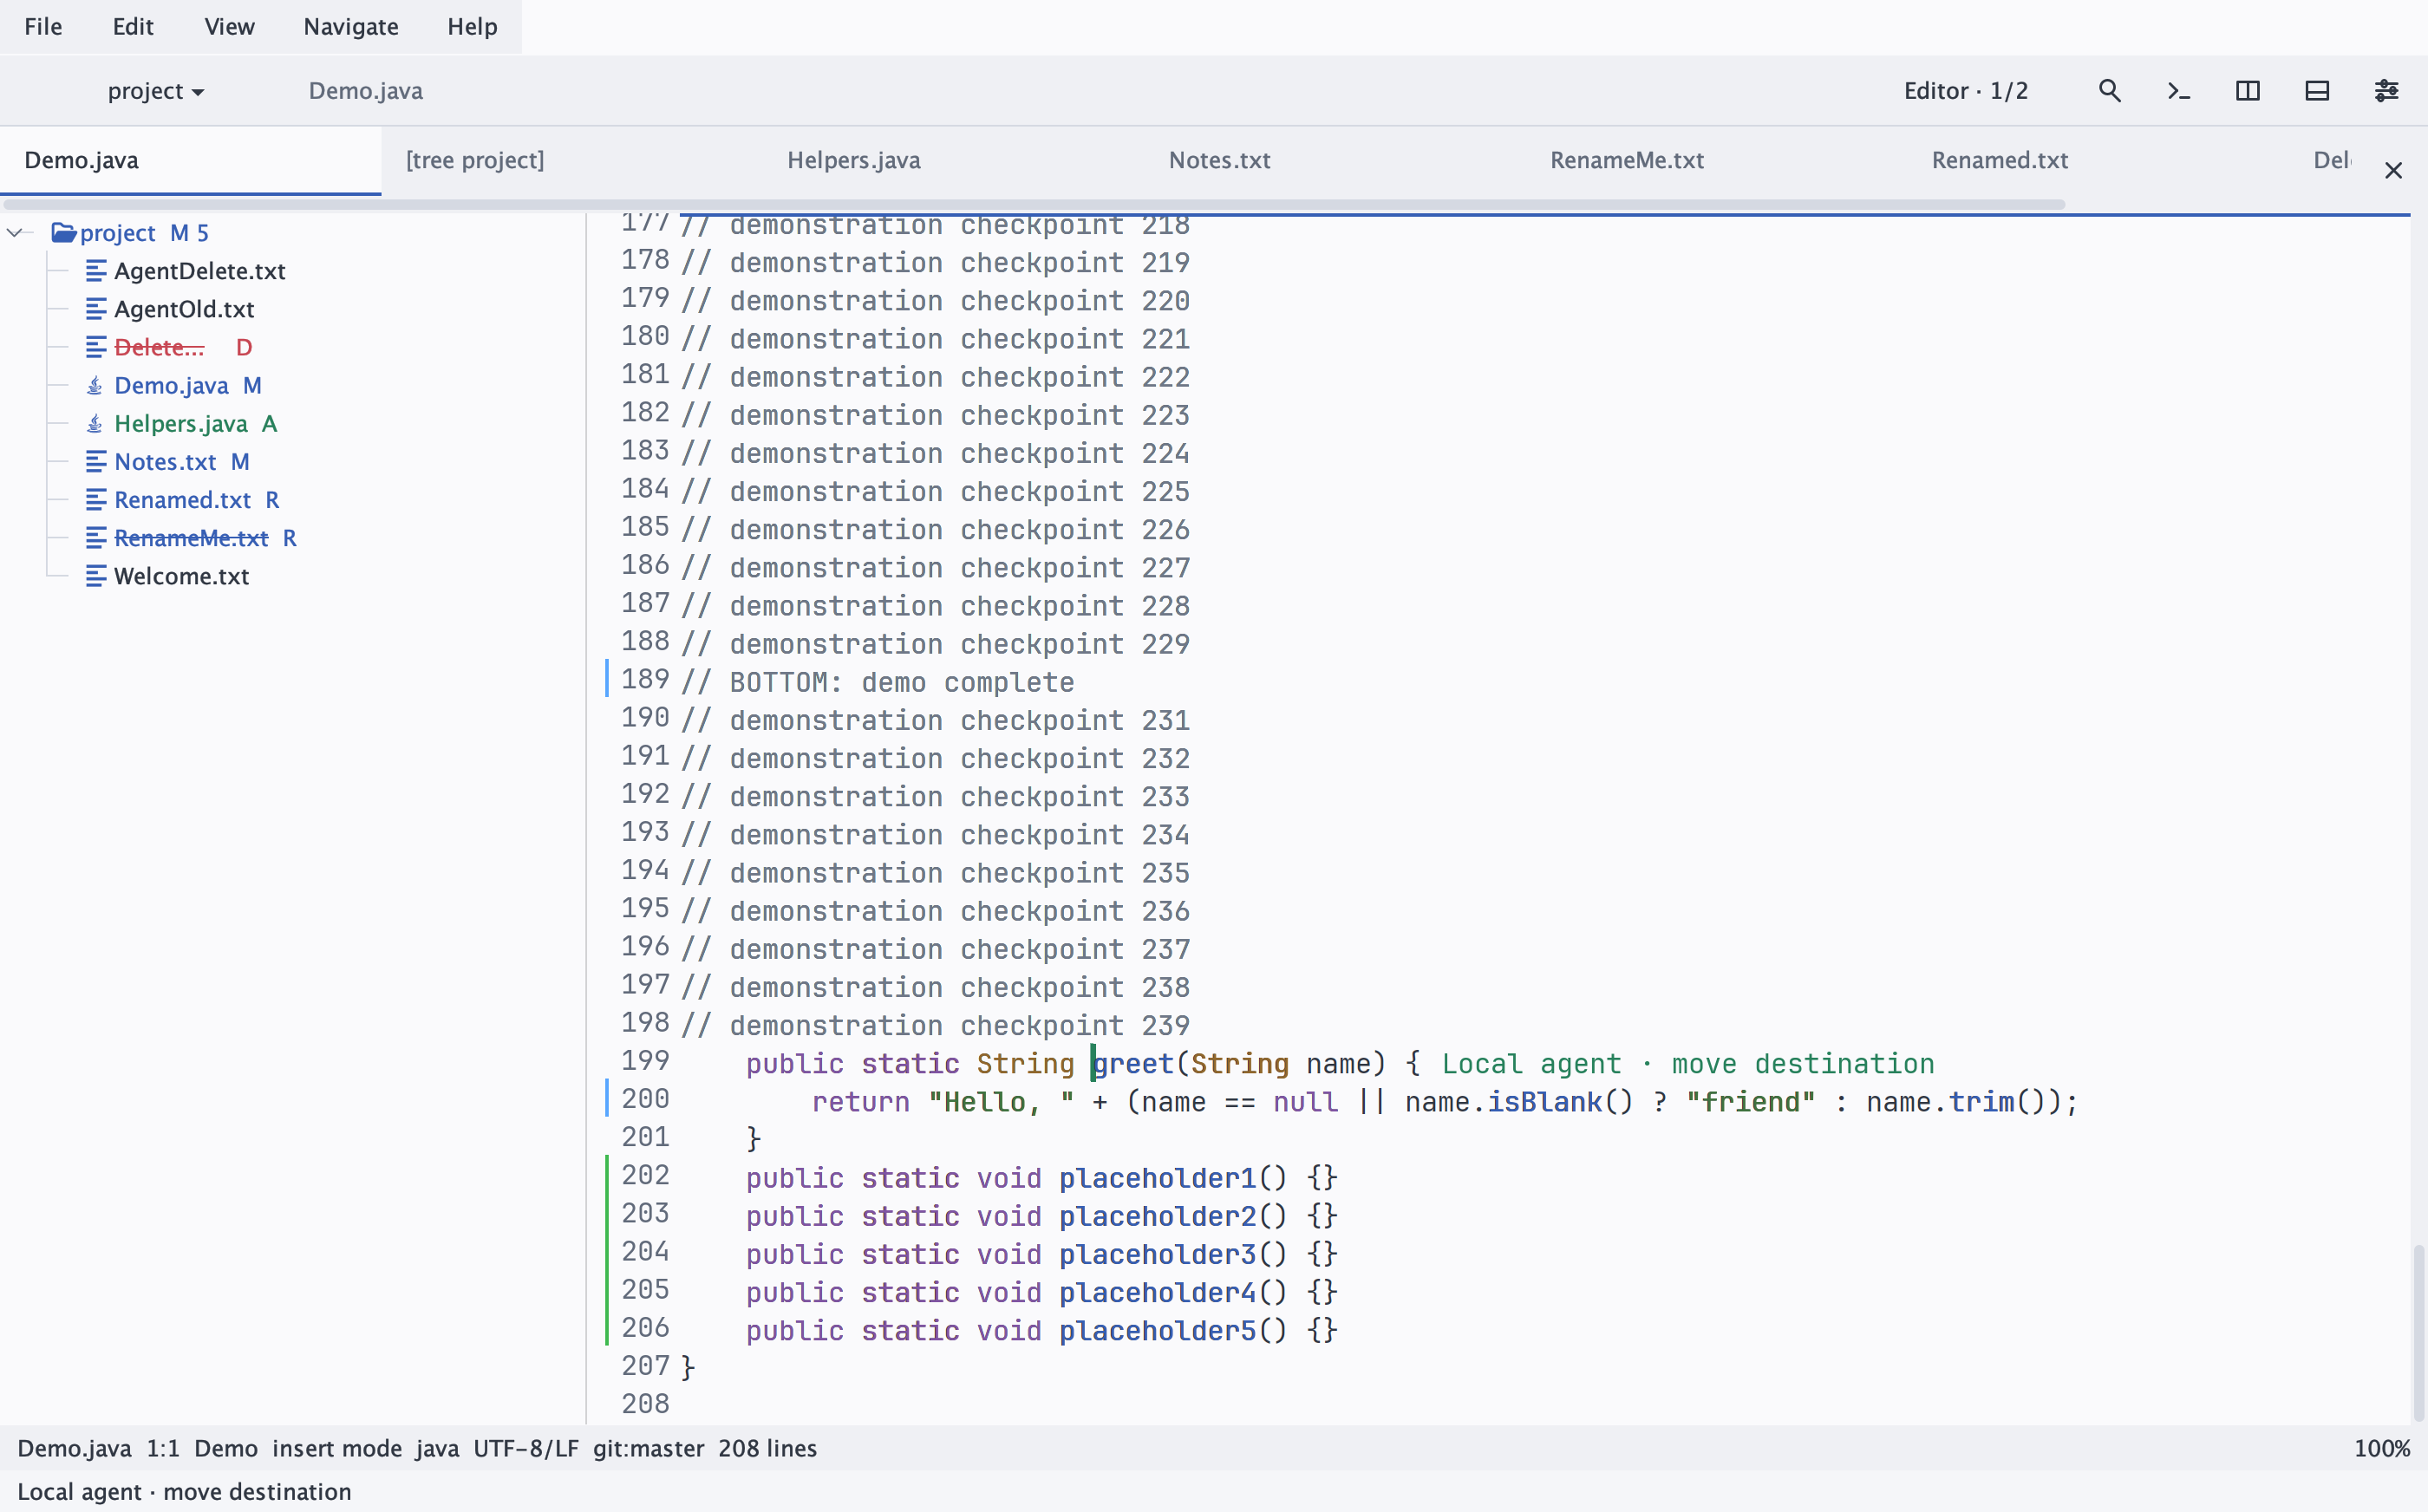 File Edit View Navigate Help
project Demo.java Editor · 1/2
Demo.java [tree project] Helpers.java Notes.txt RenameMe.txt Renamed.txt Del
project M 5
AgentDelete.txt
AgentOld.txt
Delete... D
Demo.java M
Helpers.java A
Notes.txt M
Renamed.txt R
RenameMe.txt R
Welcome.txt
177 // demonstration checkpoint 218
178 // demonstration checkpoint 219
179 // demonstration checkpoint 220
180 // demonstration checkpoint 221
181 // demonstration checkpoint 222
182 // demonstration checkpoint 223
183 // demonstration checkpoint 224
184 // demonstration checkpoint 225
185 // demonstration checkpoint 226
186 // demonstration checkpoint 227
187 // demonstration checkpoint 228
188 // demonstration checkpoint 229
189 // BOTTOM: demo complete
190 // demonstration checkpoint 231
191 // demonstration checkpoint 232
192 // demonstration checkpoint 233
193 // demonstration checkpoint 234
194 // demonstration checkpoint 235
195 // demonstration checkpoint 236
196 // demonstration checkpoint 237
197 // demonstration checkpoint 238
198 // demonstration checkpoint 239
199     public static String greet(String name) { Local agent · move destination
200         return "Hello, " + (name == null || name.isBlank() ? "friend" : name.trim());
201     }
202     public static void placeholder1() {}
203     public static void placeholder2() {}
204     public static void placeholder3() {}
205     public static void placeholder4() {}
206     public static void placeholder5() {}
207 }
208
Demo.java 1:1 Demo insert mode java UTF-8/LF git:master 208 lines 100%
Local agent · move destination